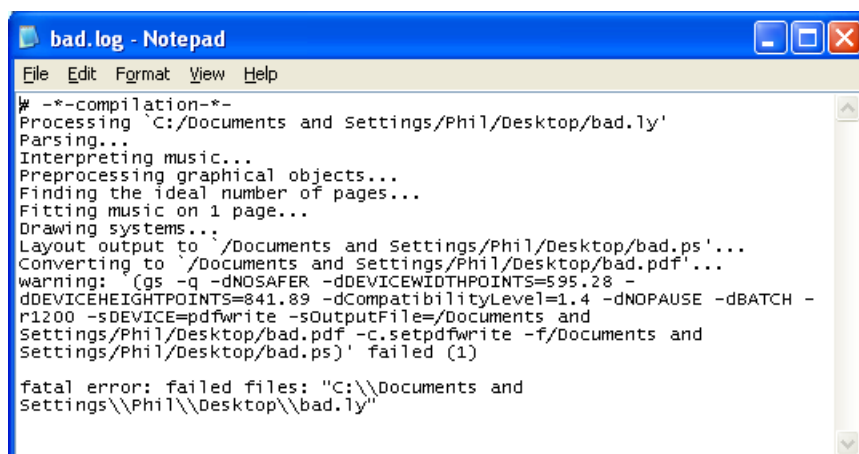 bad.log - Notepad
File Edit Format View Help
# -*-compilation-*-
Processing `C:/Documents and Settings/Phil/Desktop/bad.ly'
Parsing...
Interpreting music...
Preprocessing graphical objects...
Finding the ideal number of pages...
Fitting music on 1 page...
Drawing systems...
Layout output to `/Documents and Settings/Phil/Desktop/bad.ps'...
Converting to `/Documents and Settings/Phil/Desktop/bad.pdf'...
warning: `(gs -q -dNOSAFER -dDEVICEWIDTHPOINTS=595.28 -
dDEVICEHEIGHTPOINTS=841.89 -dCompatibilityLevel=1.4 -dNOPAUSE -dBATCH -
r1200 -sDEVICE=pdfwrite -sOutputFile=/Documents and
Settings/Phil/Desktop/bad.pdf -c.setpdfwrite -f/Documents and
Settings/Phil/Desktop/bad.ps)' failed (1)
fatal error: failed files: "C:\\Documents and
Settings\\Phil\\Desktop\\bad.ly"